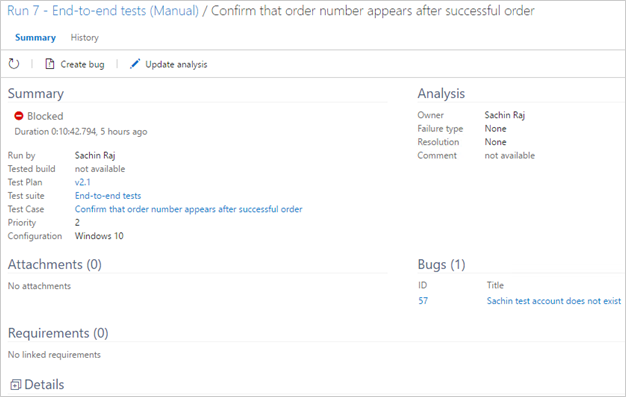 Run 7 - End-to-end tests (Manual) / Confirm that order number appears after successful order
Summary History
Create bug Update analysis
Summary
Blocked
Duration 0:10:42.794, 5 hours ago
Run by Sachin Raj
Tested build not available
Test Plan v2.1
Test suite End-to-end tests
Test Case Confirm that order number appears after successful order
Priority 2
Configuration Windows 10
Analysis
Owner Sachin Raj
Failure type None
Resolution None
Comment not available
Attachments (0)
No attachments
Bugs (1)
ID Title
57 Sachin test account does not exist
Requirements (0)
No linked requirements
Details